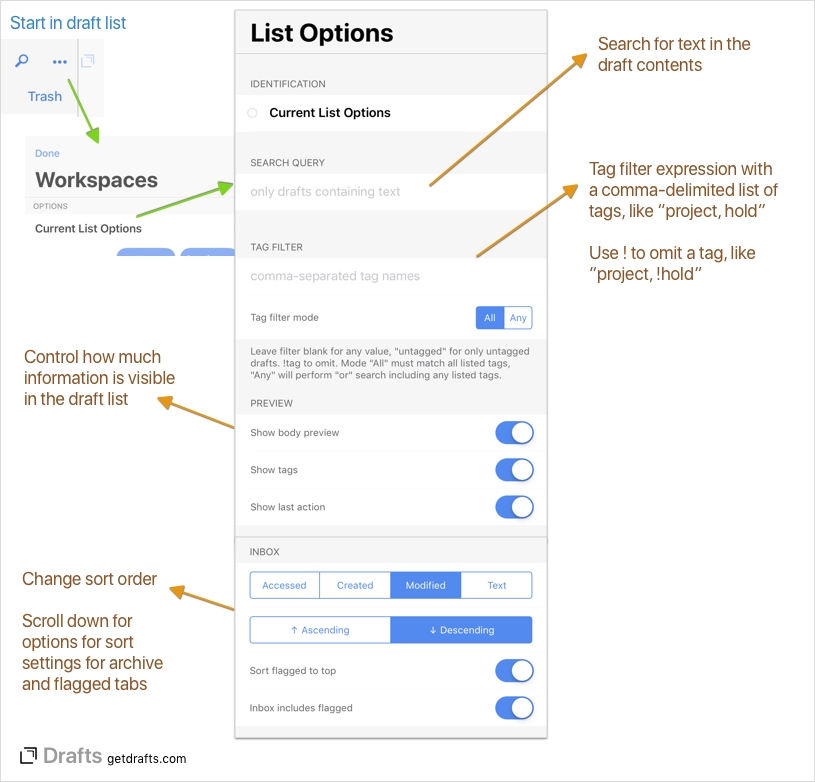 Start in draft list
Trash
Done
Workspaces
OPTIONS
Current List Options
List Options
IDENTIFICATION
Current List Options
SEARCH QUERY
only drafts containing text
TAG FILTER
comma-separated tag names
Tag filter mode
All Any
Leave filter blank for any value, "untagged" for only untagged
drafts. !tag to omit. Mode "All" must match all listed tags,
"Any" will perform "or" search including any listed tags.
PREVIEW
Show body preview
Show tags
Show last action
INBOX
Accessed Created Modified Text
↑ Ascending ↓ Descending
Sort flagged to top
Inbox includes flagged
Search for text in the
draft contents
Tag filter expression with
a comma-delimited list of
tags, like “project, hold”
Use ! to omit a tag, like
“project, !hold”
Control how much
information is visible
in the draft list
Change sort order
Scroll down for
options for sort
settings for archive
and flagged tabs
Drafts getdrafts.com